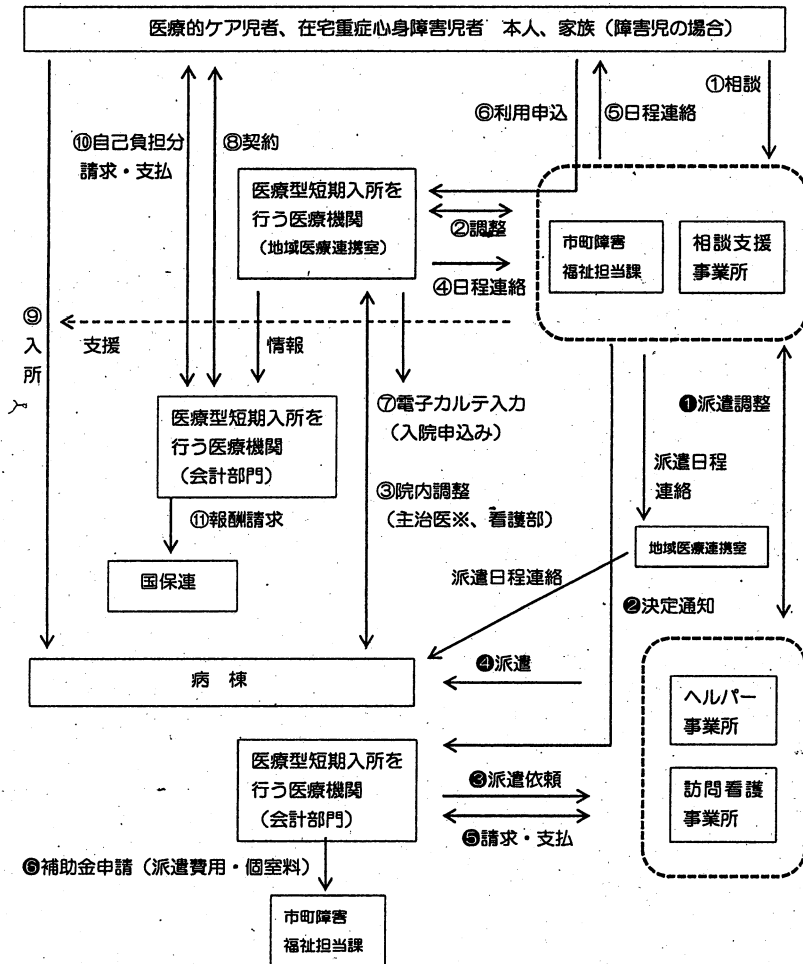 医療的ケア児者、在宅重症心身障害児者 本人、家族（障害児の場合）
①相談
⑥利用申込
⑤日程連絡
⑩自己負担分
請求・支払
⑧契約
医療型短期入所を
行う医療機関
（地域医療連携室）
②調整
④日程連絡
市町障害
福祉担当課
相談支援
事業所
⑨
入
所
支援
情報
❶派遣調整
医療型短期入所を
行う医療機関
（会計部門）
⑦電子カルテ入力
（入院申込み）
派遣日程
連絡
③院内調整
（主治医※、看護部）
⑪報酬請求
地域医療連携室
国保連
派遣日程連絡
❷決定通知
病 棟
❹派遣
ヘルパー
事業所
医療型短期入所を
行う医療機関
（会計部門）
❸派遣依頼
❺請求・支払
訪問看護
事業所
❻補助金申請（派遣費用・個室料）
市町障害
福祉担当課